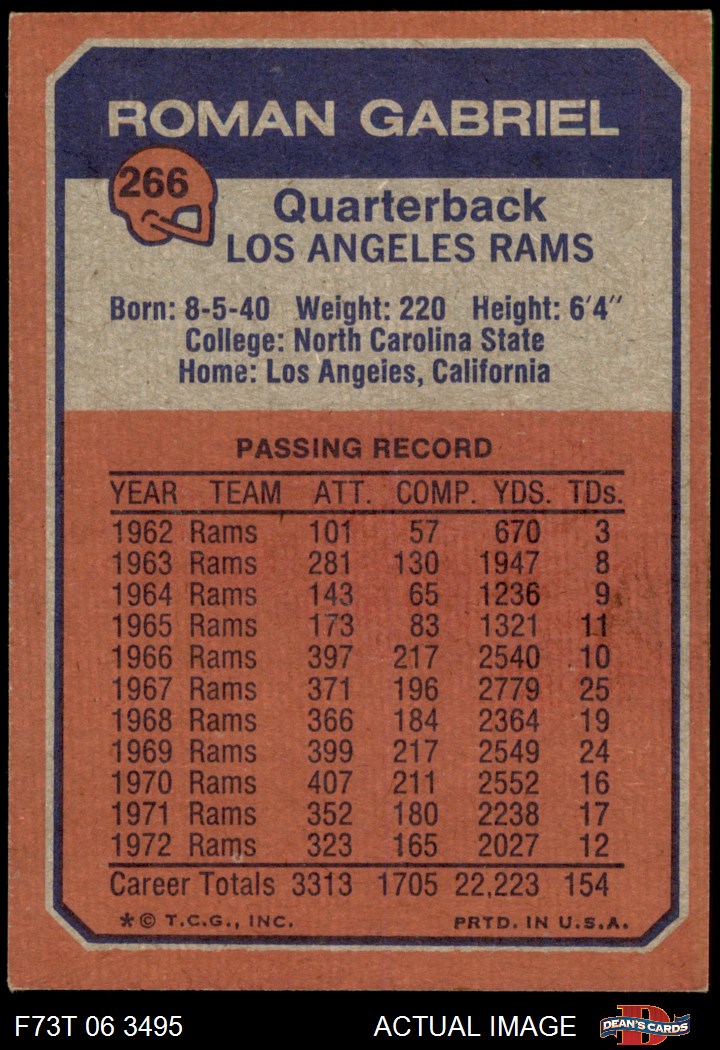 ROMAN GABRIEL
266
Quarterback
LOS ANGELES RAMS
Born: 8-5-40 Weight: 220 Height: 6'4"
College: North Carolina State
Home: Los Angeles, California
PASSING RECORD
YEAR TEAM ATT. COMP. YDS. TDs.
1962 Rams 101 57 670 3
1963 Rams 281 130 1947 8
1964 Rams 143 65 1236 9
1965 Rams 173 83 1321 11
1966 Rams 397 217 2540 10
1967 Rams 371 196 2779 25
1968 Rams 366 184 2364 19
1969 Rams 399 217 2549 24
1970 Rams 407 211 2552 16
1971 Rams 352 180 2238 17
1972 Rams 323 165 2027 12
Career Totals 3313 1705 22,223 154
*© T.C.G., INC. PRTD. IN U.S.A.
F73T 06 3495 ACTUAL IMAGE D DEAN'S CARDS